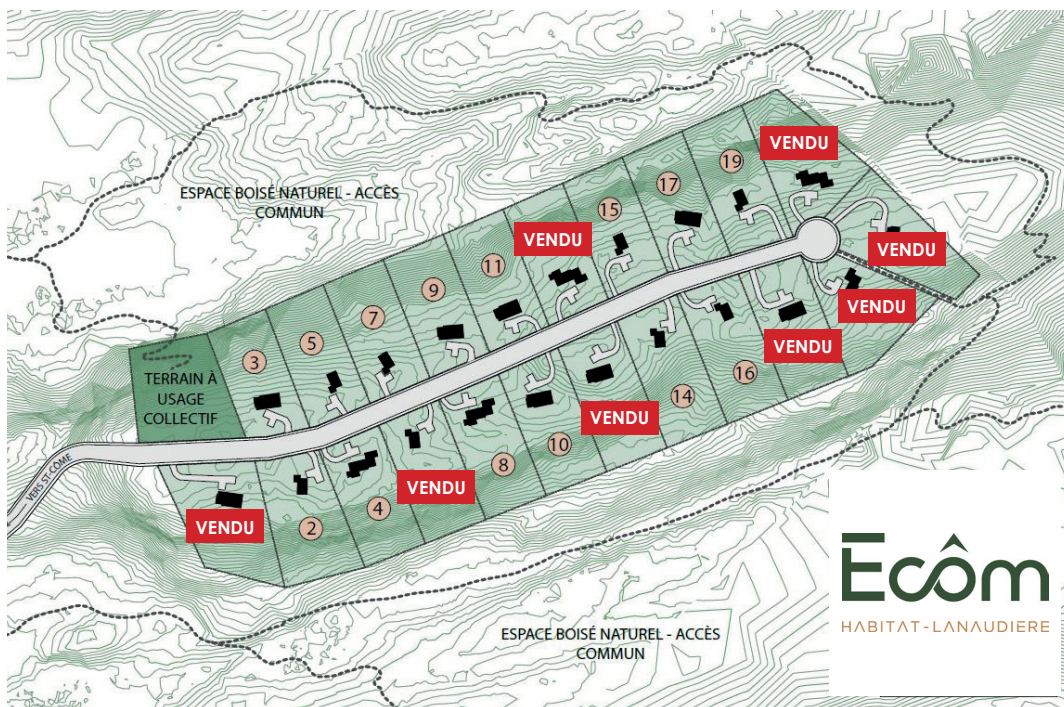 VENDU
19
17
ESPACE BOISÉ NATUREL - ACCÈS
COMMUN
15
VENDU
VENDU
11
9
VENDU
7
5
VENDU
3
16
TERRAIN À
USAGE
COLLECTIF
14
VENDU
10
8
VERS ST-CÔME
VENDU
4
VENDU
2
Ecôm
HABITAT-LANAUDIERE
ESPACE BOISÉ NATUREL - ACCÈS
COMMUN